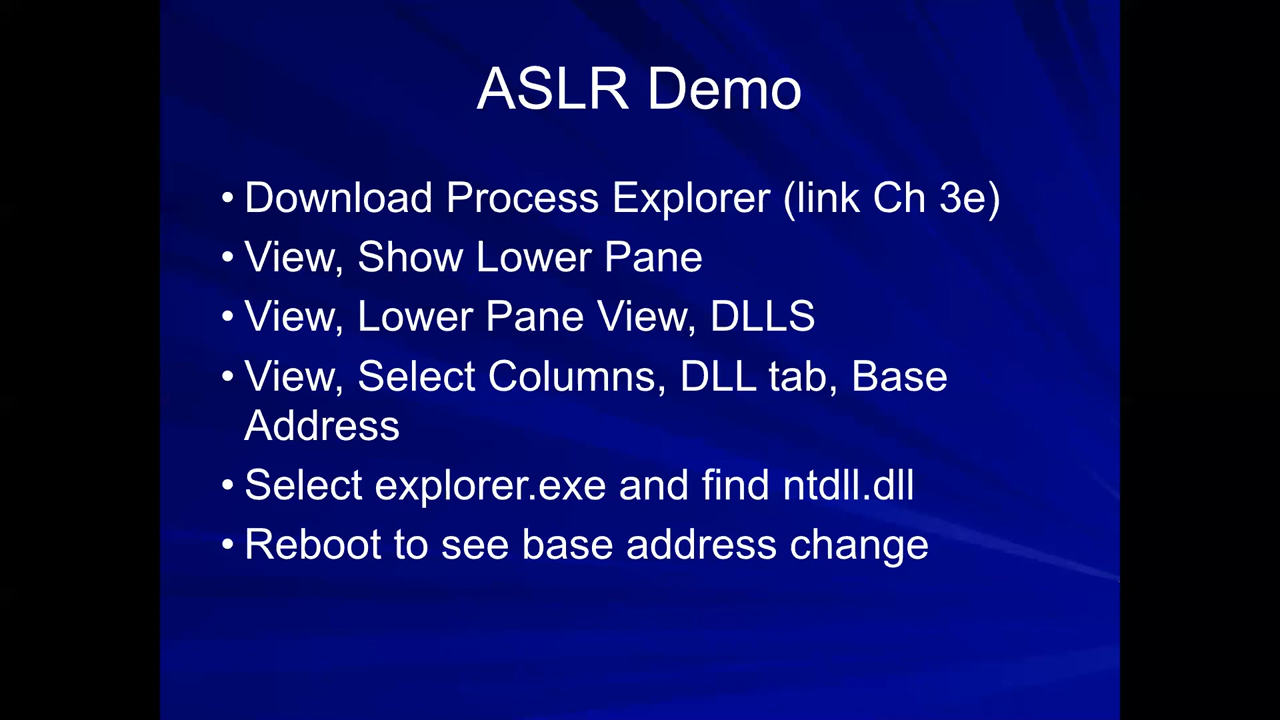 ASLR Demo
• Download Process Explorer (link Ch 3e)
• View, Show Lower Pane
• View, Lower Pane View, DLLS
• View, Select Columns, DLL tab, Base
Address
• Select explorer.exe and find ntdll.dll
• Reboot to see base address change